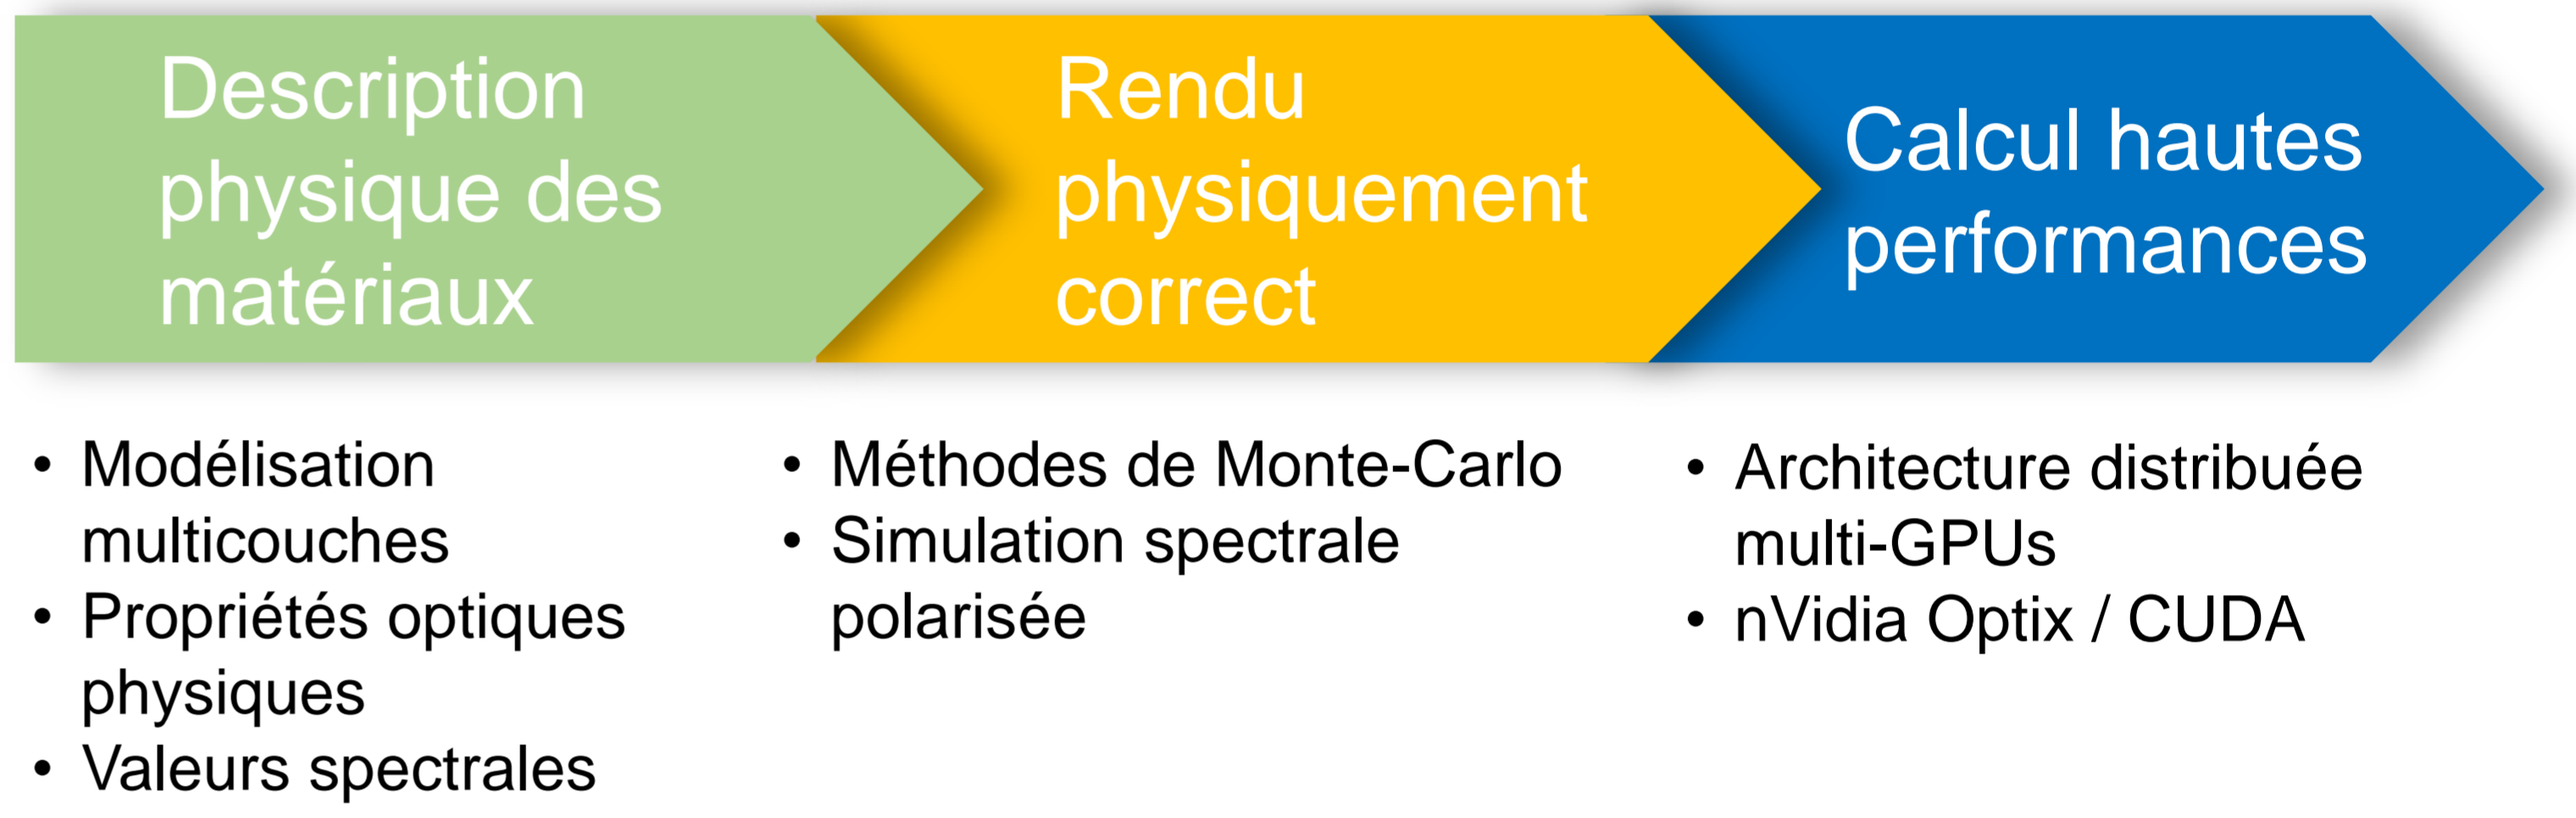 Description
physique des
matériaux
Rendu
physiquement
correct
Calcul hautes
performances
• Modélisation
multicouches
• Propriétés optiques
physiques
• Valeurs spectrales
• Méthodes de Monte-Carlo
• Simulation spectrale
polarisée
• Architecture distribuée
multi-GPUs
• nVidia Optix / CUDA